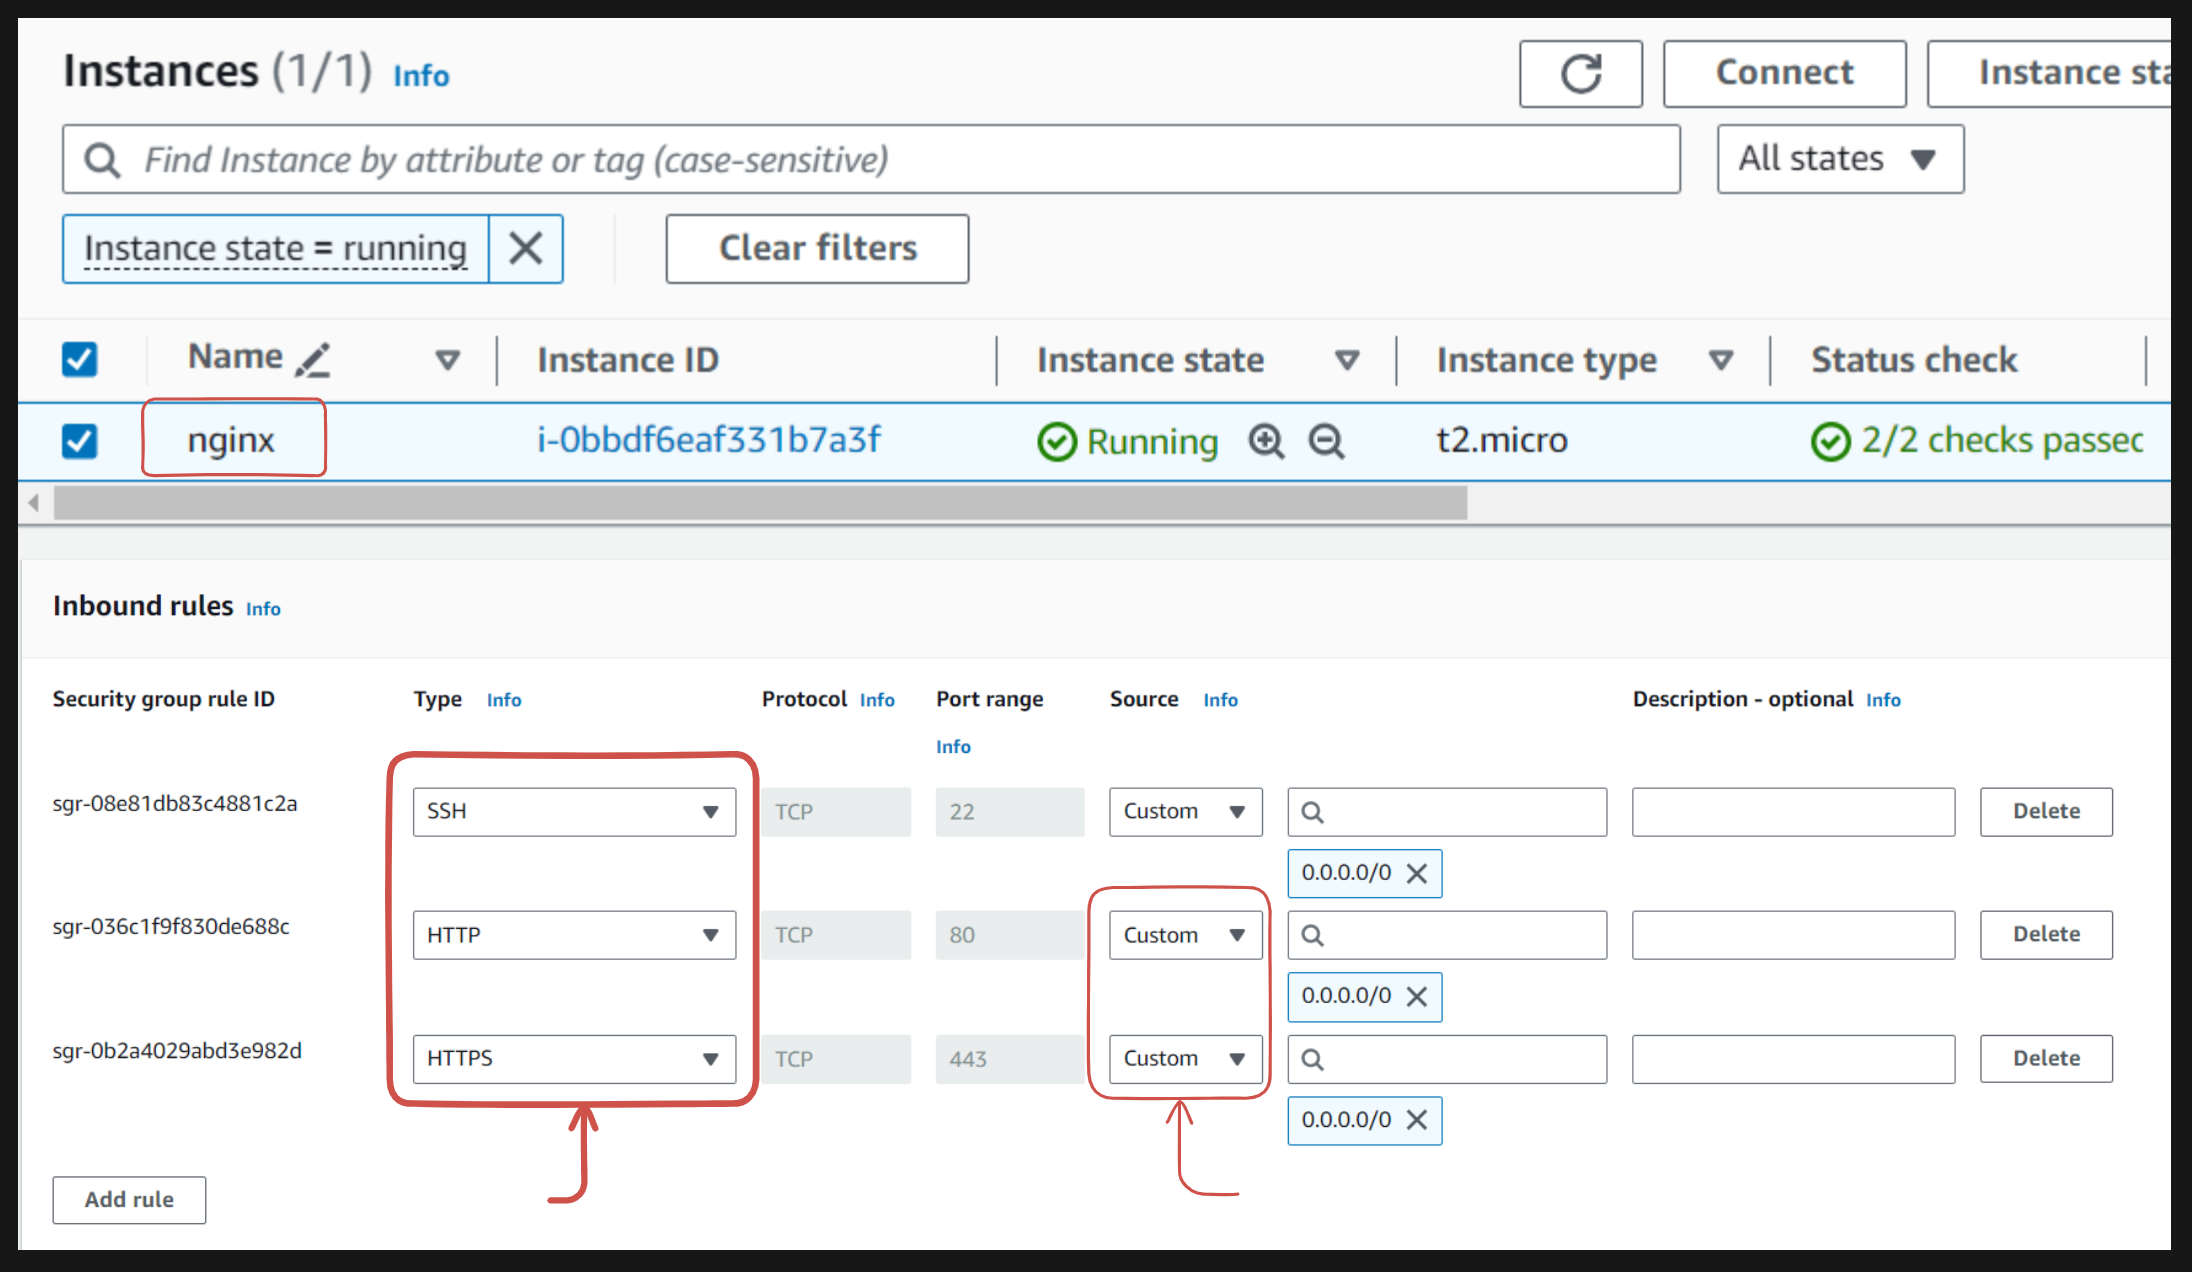 Instances (1/1) Info
Connect
Instance sta
Find Instance by attribute or tag (case-sensitive)
All states
Instance state = running
Clear filters
Name Instance ID Instance state Instance type Status check
nginx i-0bbdf6eaf331b7a3f Running t2.micro 2/2 checks passec
Inbound rules Info
Security group rule ID Type Info Protocol Info Port range Source Info Description - optional Info
Info
sgr-08e81db83c4881c2a SSH TCP 22 Custom Delete
0.0.0.0/0
sgr-036c1f9f830de688c HTTP TCP 80 Custom Delete
0.0.0.0/0
sgr-0b2a4029abd3e982d HTTPS TCP 443 Custom Delete
0.0.0.0/0
Add rule